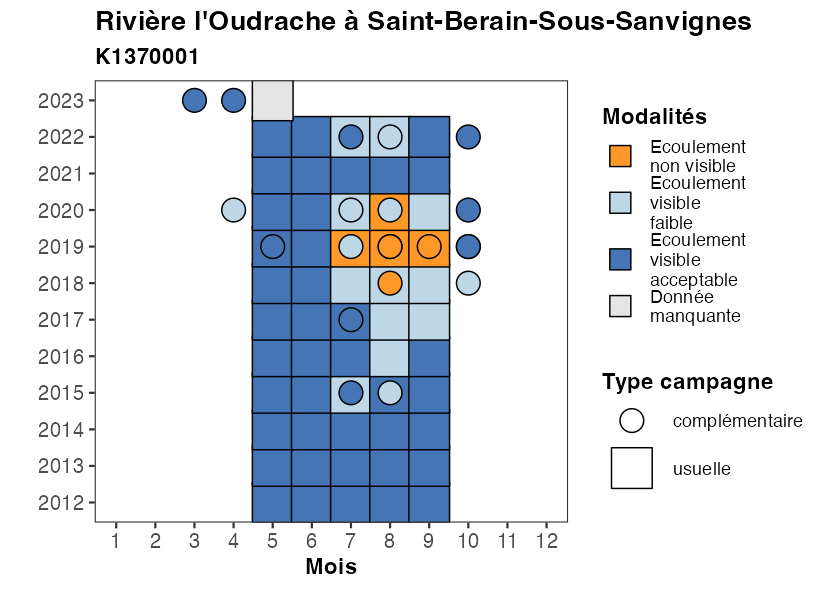 Rivière l'Oudrache à Saint-Berain-Sous-Sanvignes
K1370001
2023
2022
2021
2020
2019
2018
2017
2016
2015
2014
2013
2012
1 2 3 4 5 6 7 8 9 10 11 12
Mois
Modalités
Ecoulement
non visible
Ecoulement
visible
faible
Ecoulement
visible
acceptable
Donnée
manquante
Type campagne
complémentaire
usuelle